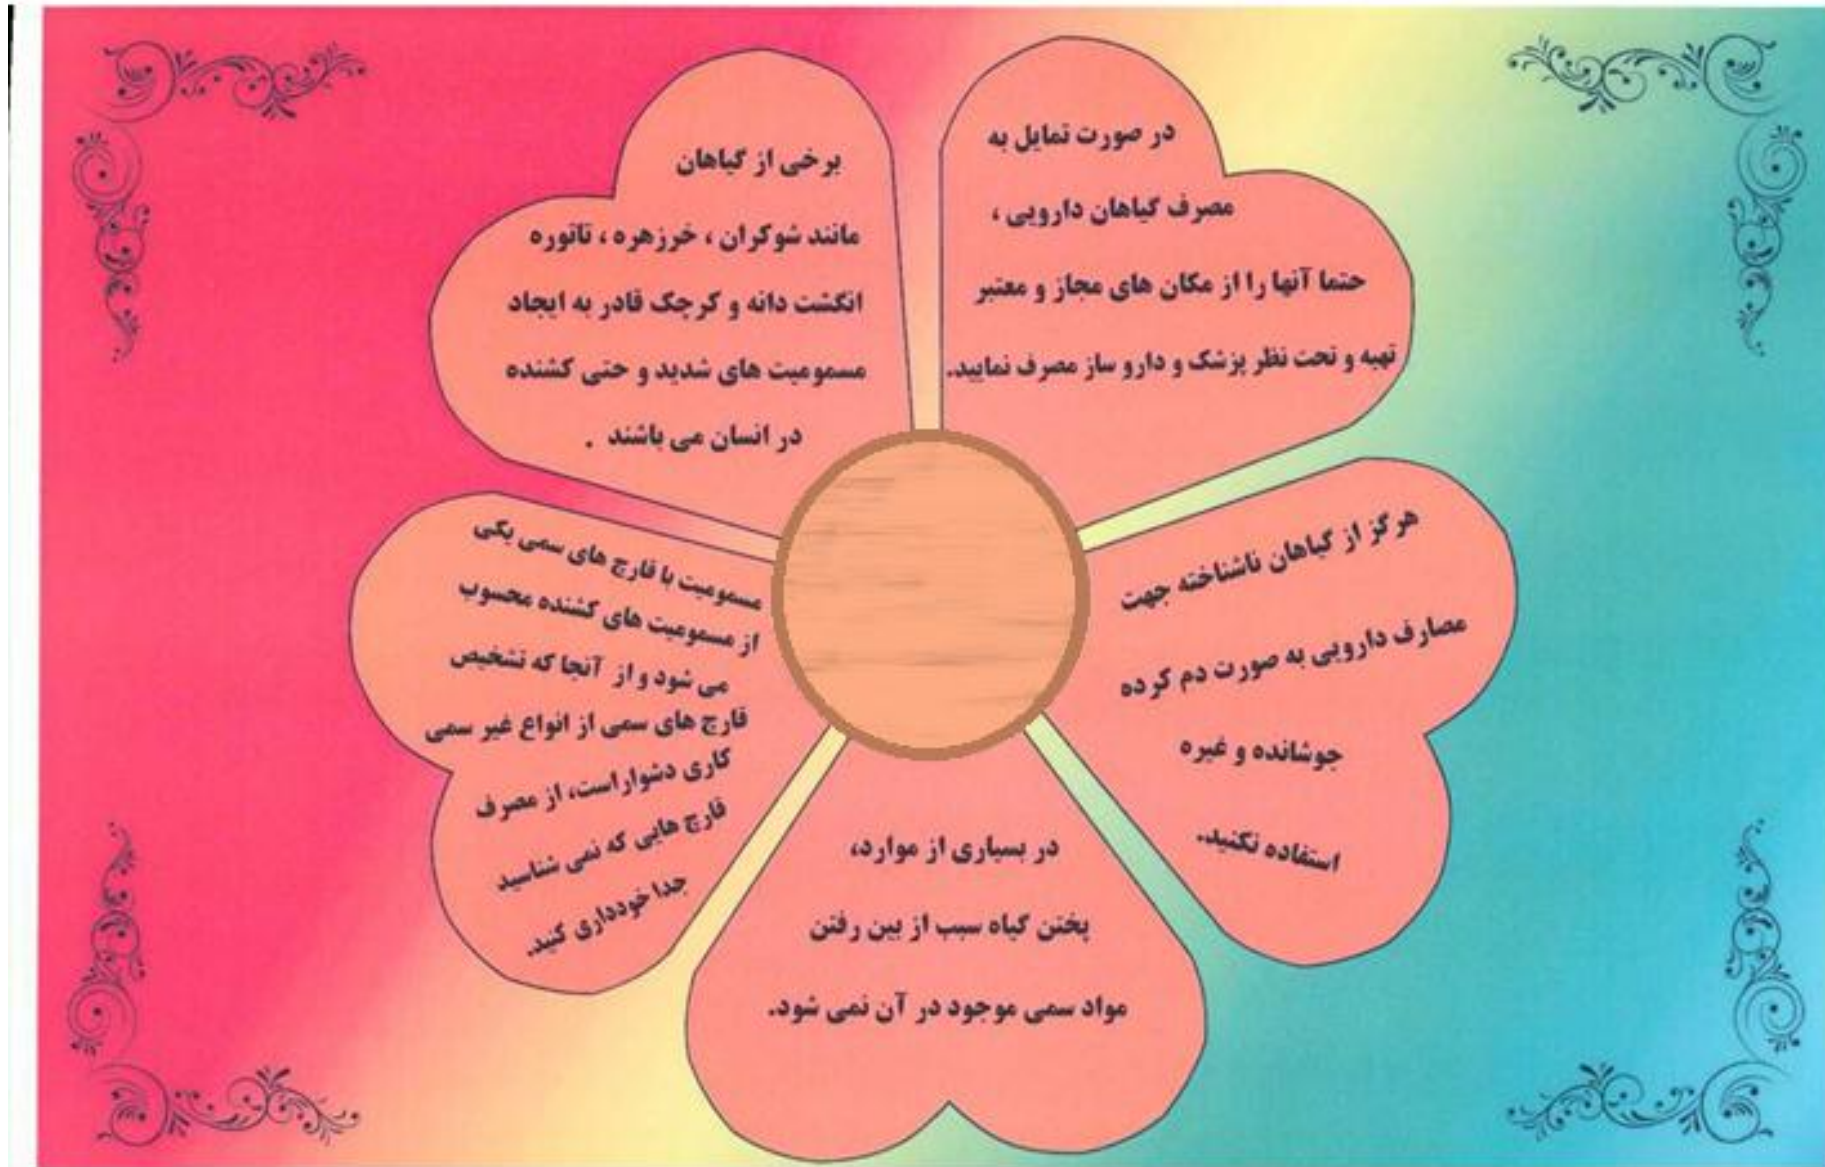 در صورت تمایل به
مصرف گیاهان دارویی ،
حتما آنها را از مکان های مجاز و معتبر
تهیه و تحت نظر پزشک و دارو ساز مصرف نمایید.
هرگز از گیاهان ناشناخته جهت
مصارف دارویی به صورت دم کرده
جوشانده و غیره
استفاده نکنید.
در بسیاری از موارد،
پختن گیاه سبب از بین رفتن
مواد سمی موجود در آن نمی شود.
مسمومیت با قارچ های سمی یکی
از مسمومیت های کشنده محسوب
می شود و از آنجا که تشخیص
قارچ های سمی از انواع غیر سمی
کاری دشواراست، از مصرف
قارچ هایی که نمی شناسید
جدا خودداری کنید.
برخی از گیاهان
مانند شوکران ، خرزهره ، تاتوره
انگشت دانه و کرچک قادر به ایجاد
مسمومیت های شدید و حتی کشنده
در انسان می باشند .